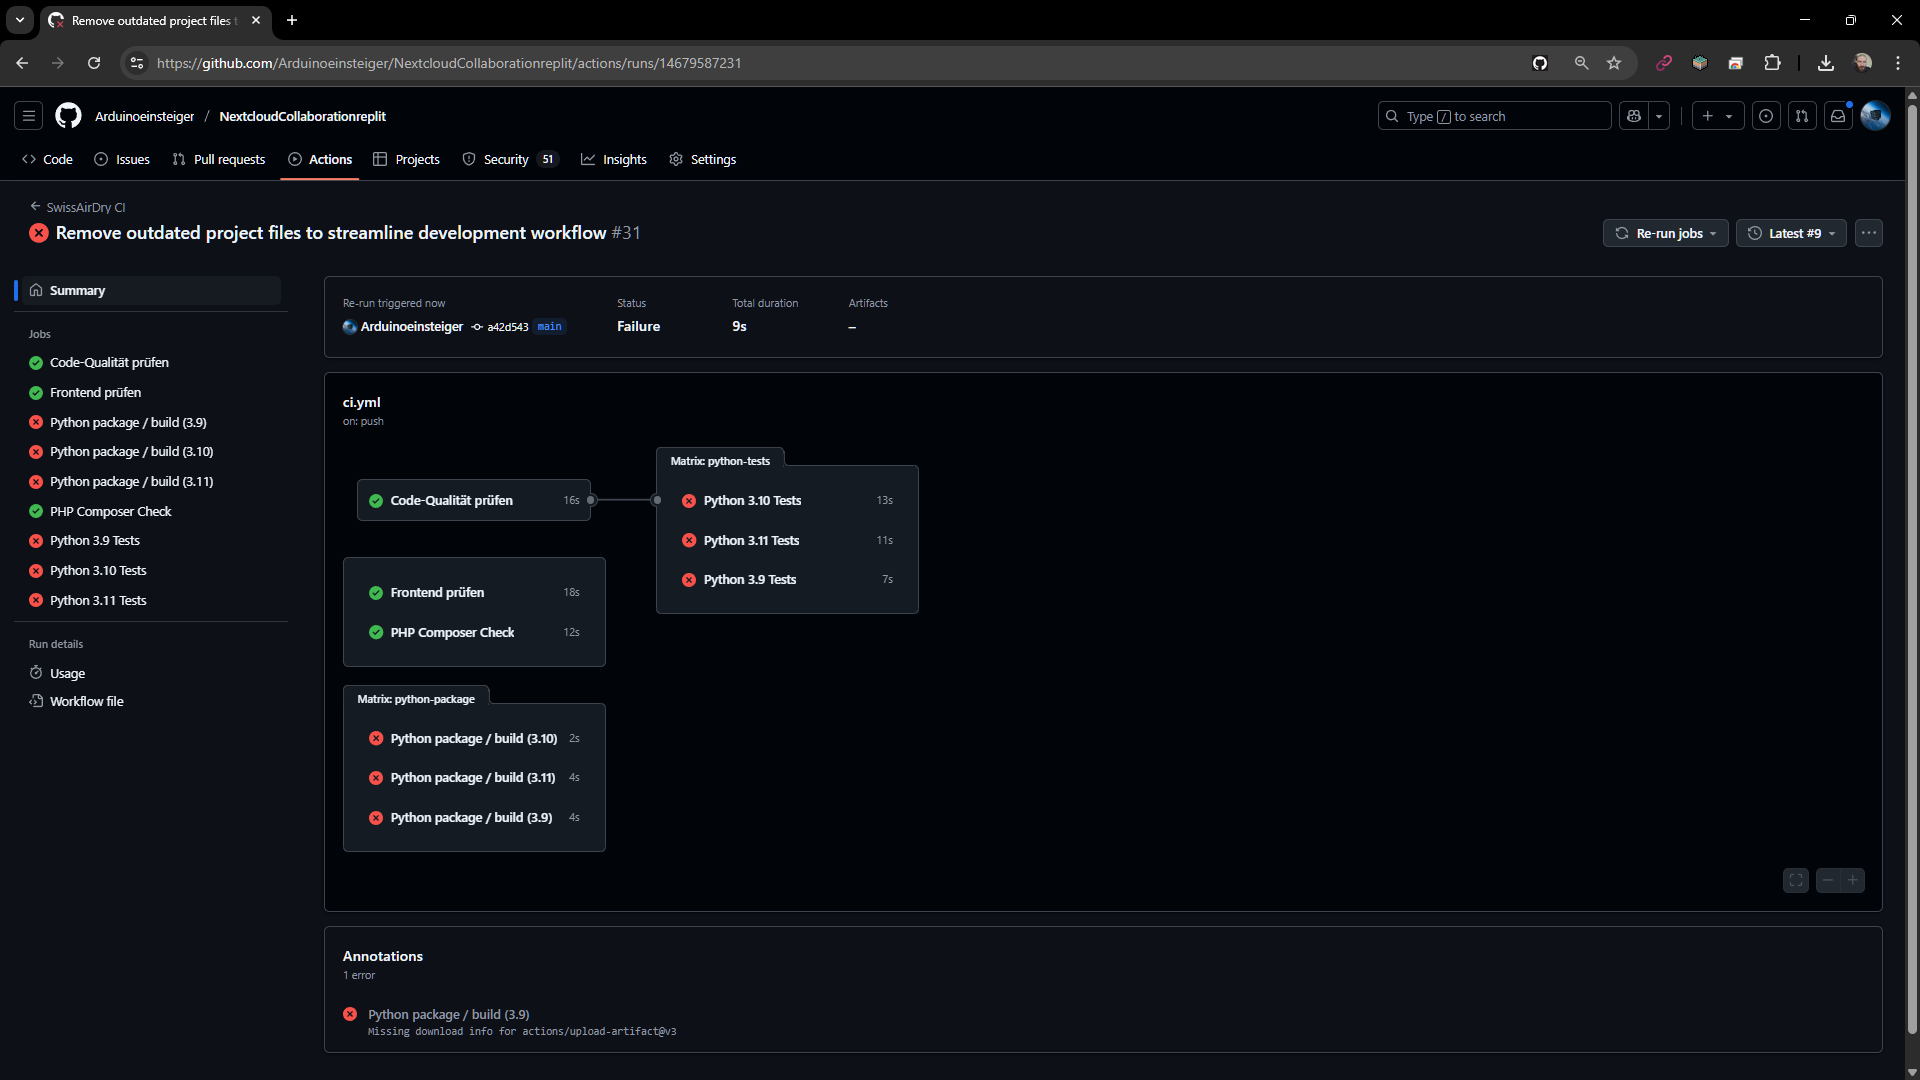 Remove outdated project files t
https://github.com/Arduinoeinsteiger/NextcloudCollaborationreplit/actions/runs/14679587231
Arduinoeinsteiger / NextcloudCollaborationreplit
Type / to search
Code
Issues
Pull requests
Actions
Projects
Security 51
Insights
Settings
SwissAirDry CI
Remove outdated project files to streamline development workflow #31
Re-run jobs
Latest #9
Summary
Jobs
Code-Qualität prüfen
Frontend prüfen
Python package / build (3.9)
Python package / build (3.10)
Python package / build (3.11)
PHP Composer Check
Python 3.9 Tests
Python 3.10 Tests
Python 3.11 Tests
Run details
Usage
Workflow file
Re-run triggered now
Arduinoeinsteiger a42d543 main
Status
Failure
Total duration
9s
Artifacts
–
ci.yml
on: push
Code-Qualität prüfen 16s
Matrix: python-tests
Python 3.10 Tests 13s
Python 3.11 Tests 11s
Python 3.9 Tests 7s
Frontend prüfen 18s
PHP Composer Check 12s
Matrix: python-package
Python package / build (3.10) 2s
Python package / build (3.11) 4s
Python package / build (3.9) 4s
Annotations
1 error
Python package / build (3.9)
Missing download info for actions/upload-artifact@v3